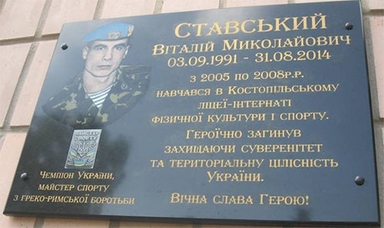 СТАВСЬКИЙ
ВІТАЛІЙ МИКОЛАЙОВИЧ
03.09.1991 - 31.08.2014
з 2005 по 2008р.р.
навчався в Костопільському
ліцеї-інтернаті
фізичної культури і спорту.
Героїчно загинув
захищаючи суверенітет
та територіальну цілісність
України.
Вічна слава Герою!
Чемпіон України,
майстер спорту
з греко-римської боротьби